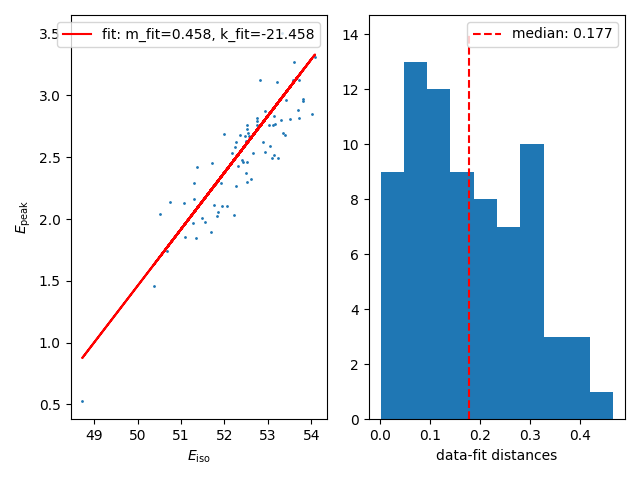 fit: m_fit=0.458, k_fit=-21.458
3.5
3.0
2.5
2.0
1.5
1.0
0.5
E_peak
49 50 51 52 53 54
E_iso
median: 0.177
14
12
10
8
6
4
2
0
0.0 0.1 0.2 0.3 0.4
data-fit distances